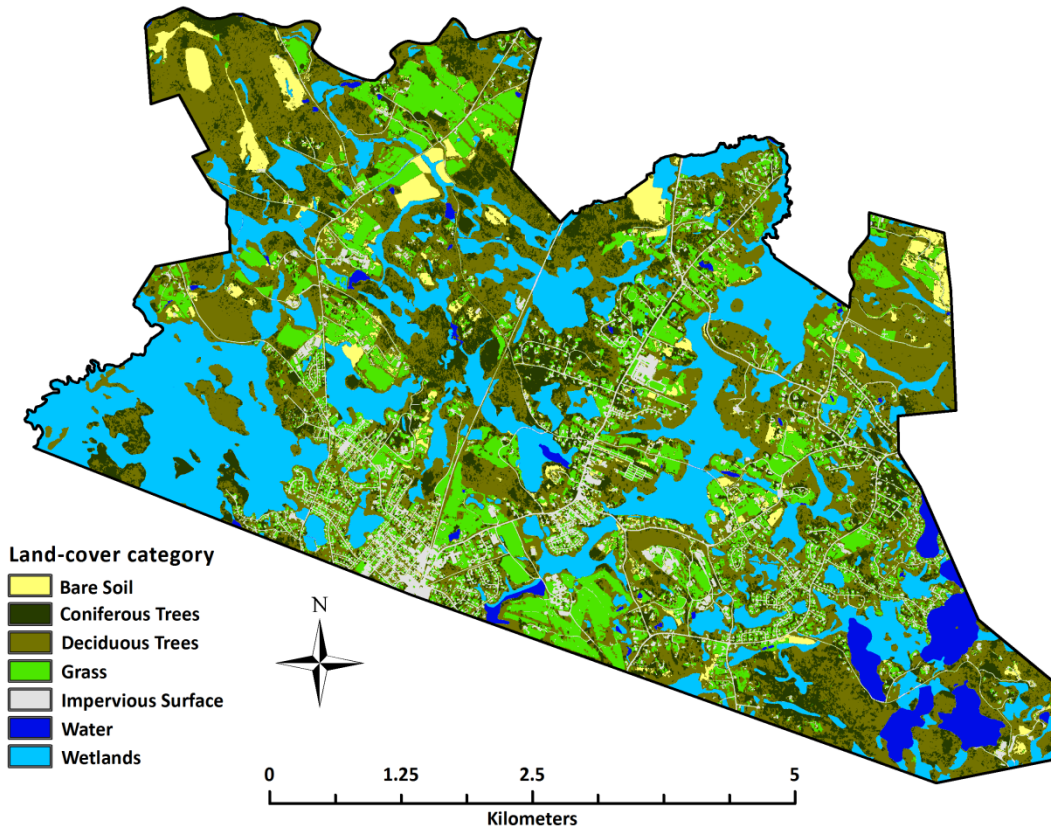 Land-cover category
Bare Soil
Coniferous Trees
Deciduous Trees
Grass
Impervious Surface
Water
Wetlands
N
0 1.25 2.5 5
Kilometers